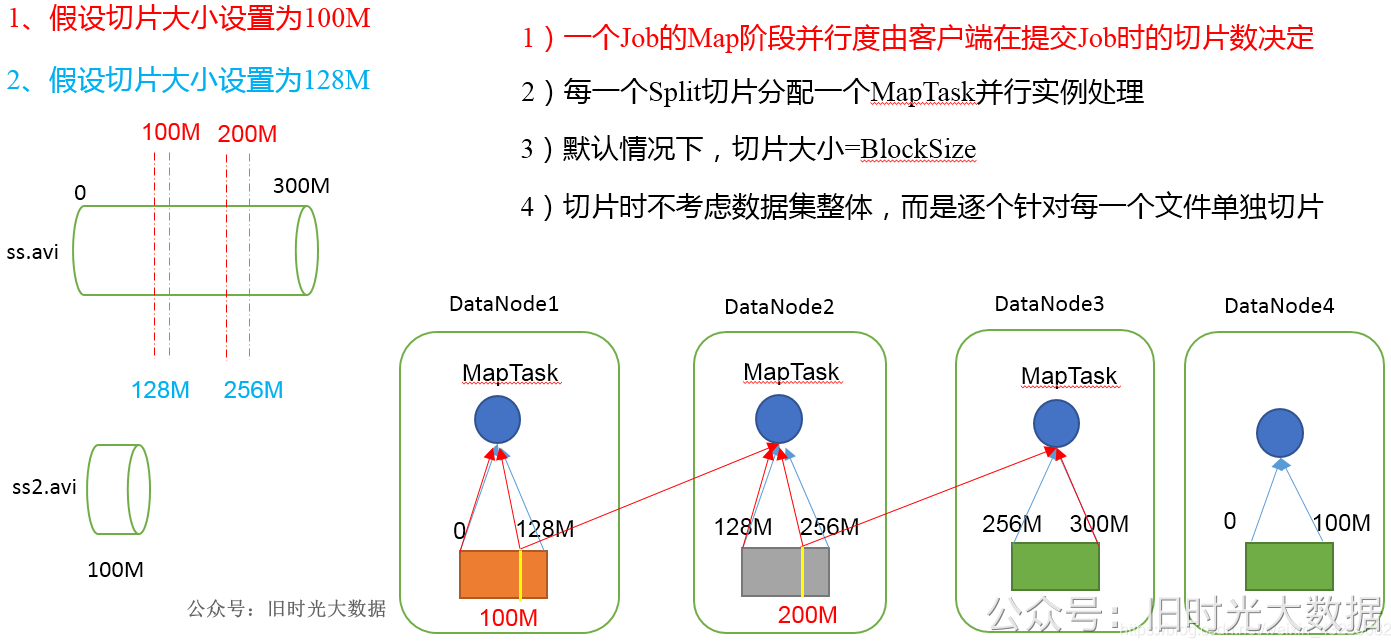 1、假设切片大小设置为100M
2、假设切片大小设置为128M
1）一个Job的Map阶段并行度由客户端在提交Job时的切片数决定
2）每一个Split切片分配一个MapTask并行实例处理
3）默认情况下，切片大小=BlockSize
4）切片时不考虑数据集整体，而是逐个针对每一个文件单独切片
100M 200M
0 300M
ss.avi
128M 256M
ss2.avi
100M
DataNode1 DataNode2 DataNode3 DataNode4
MapTask MapTask MapTask
0 128M 128M 256M 256M 300M 0 100M
100M 200M
公众号：旧时光大数据
公众号：旧时光大数据